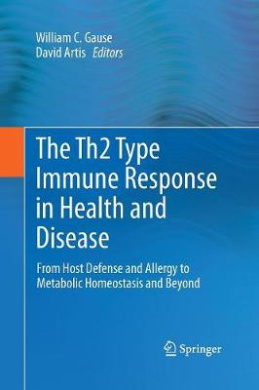 William C. Gause
David Artis Editors
The Th2 Type
Immune Response
in Health and
Disease
From Host Defense and Allergy to
Metabolic Homeostasis and Beyond
Springer